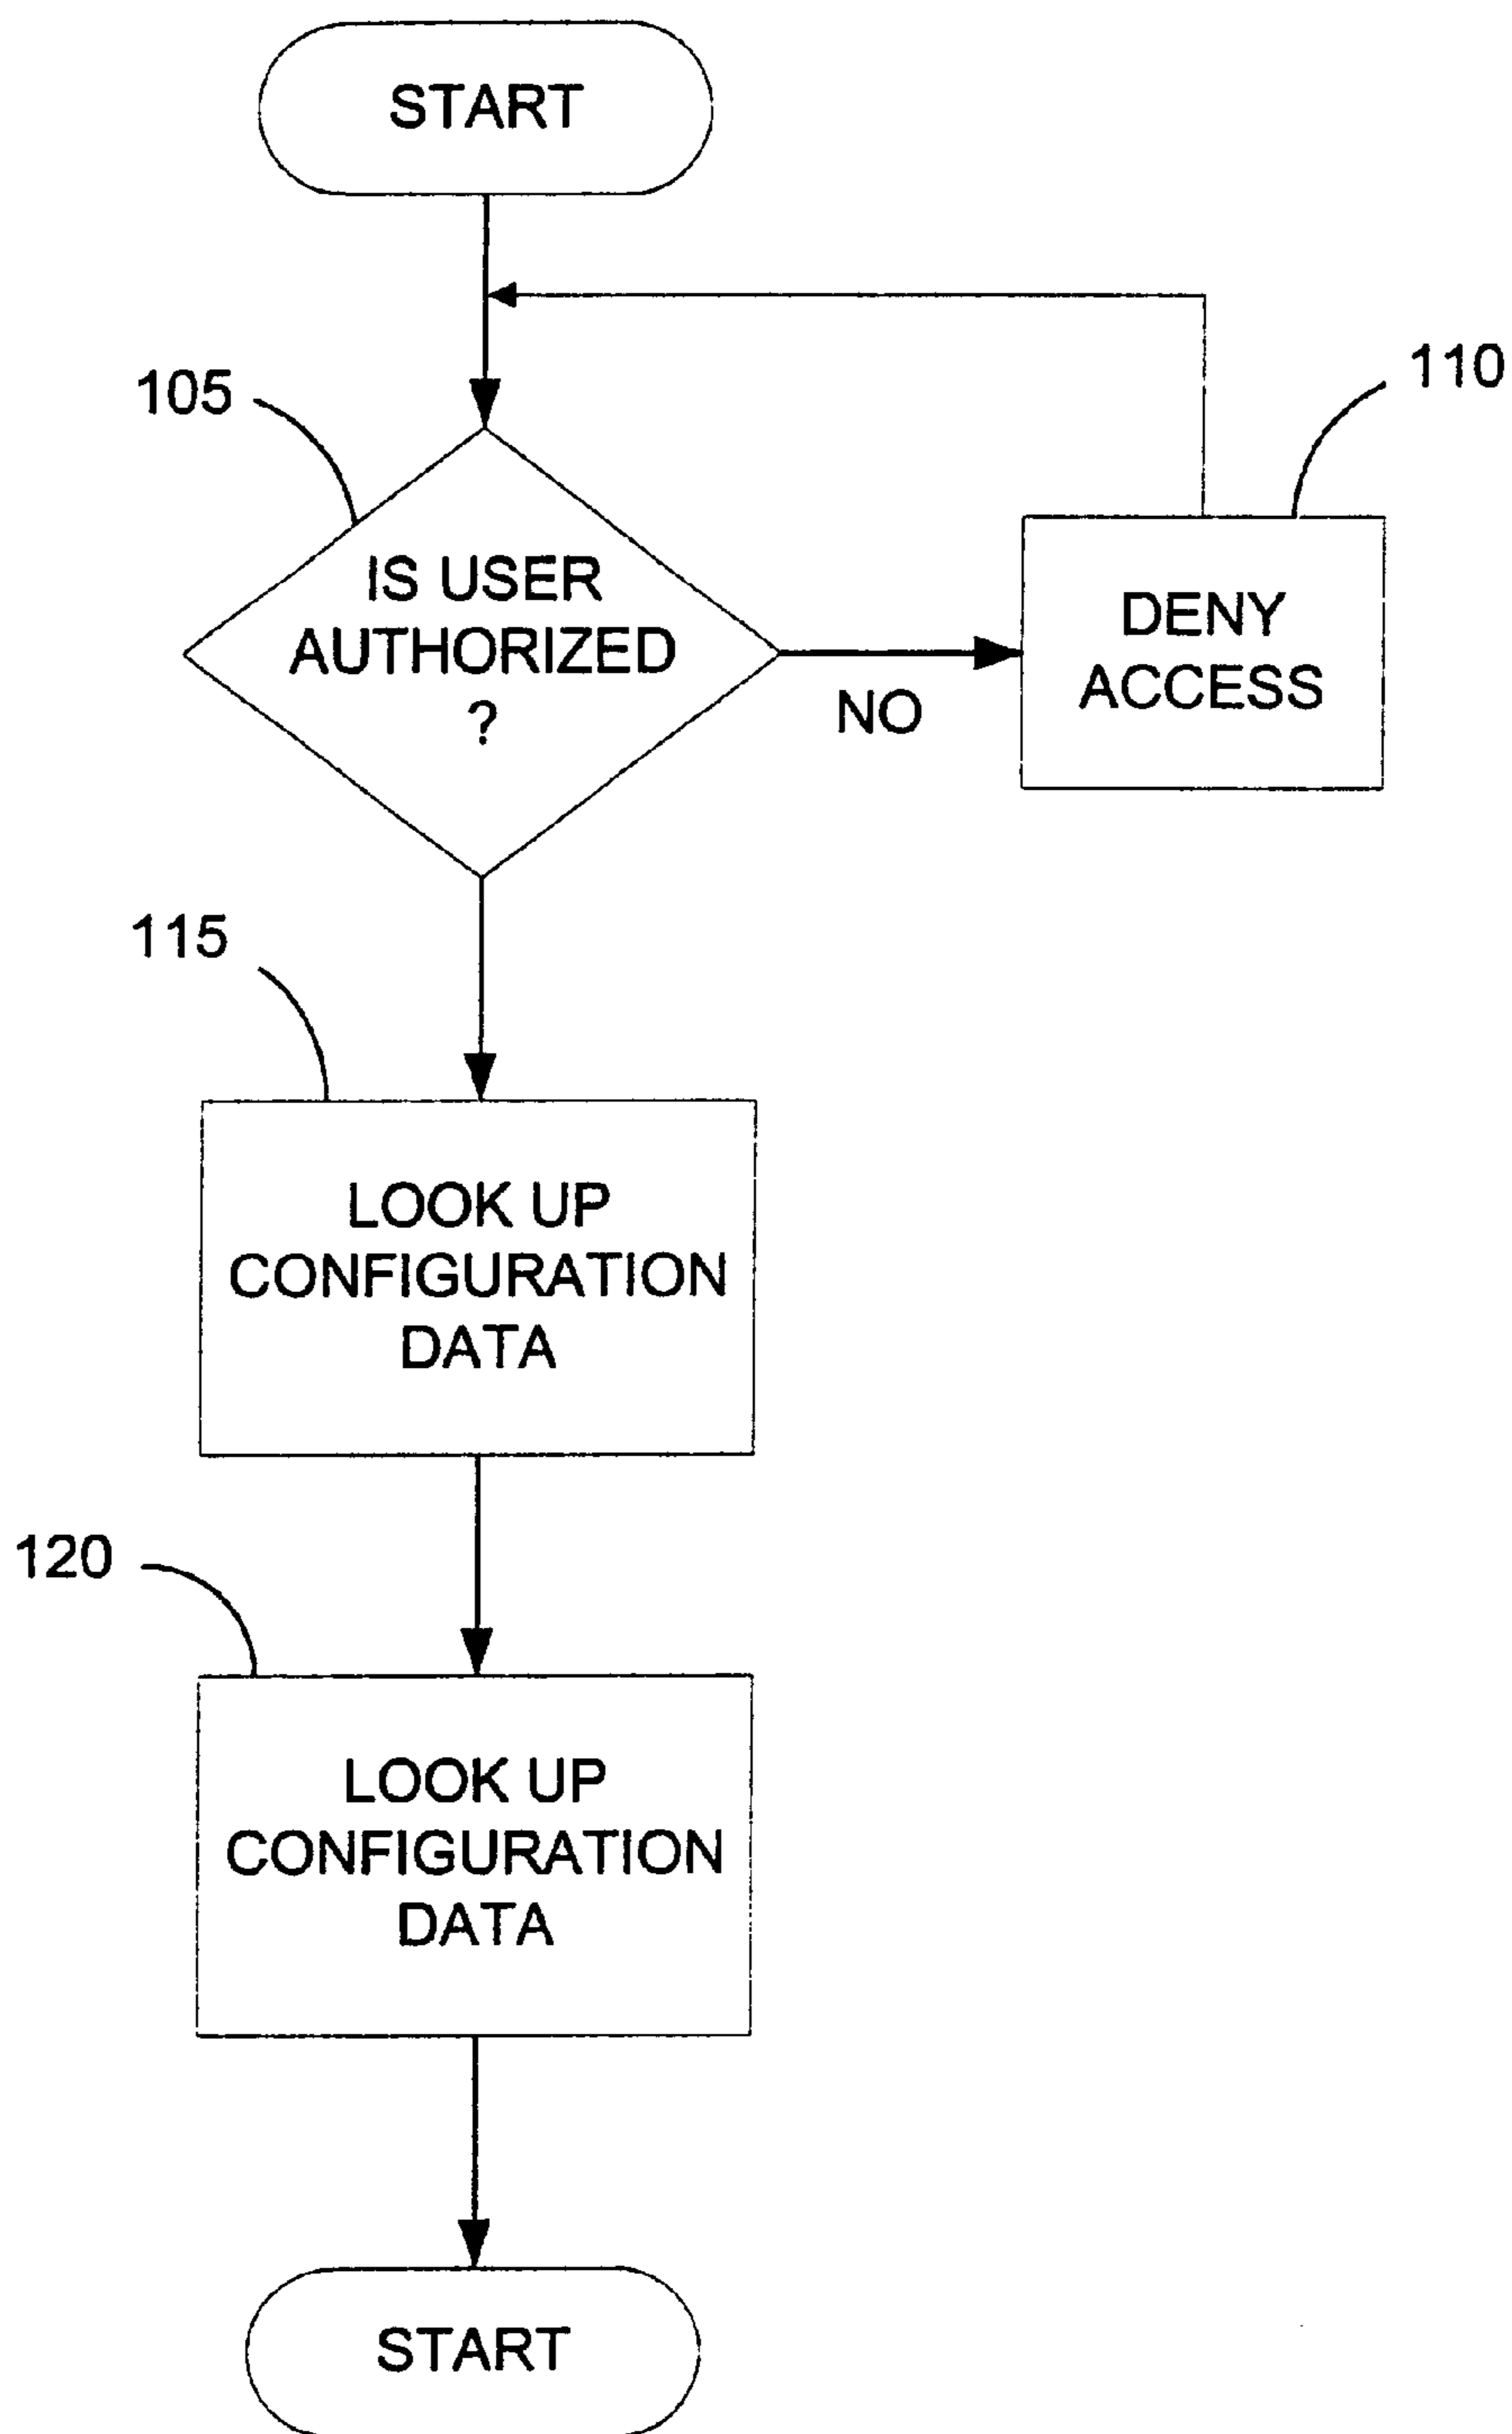 START
105
110
IS USER
AUTHORIZED
?
NO
DENY
ACCESS
115
LOOK UP
CONFIGURATION
DATA
120
LOOK UP
CONFIGURATION
DATA
START